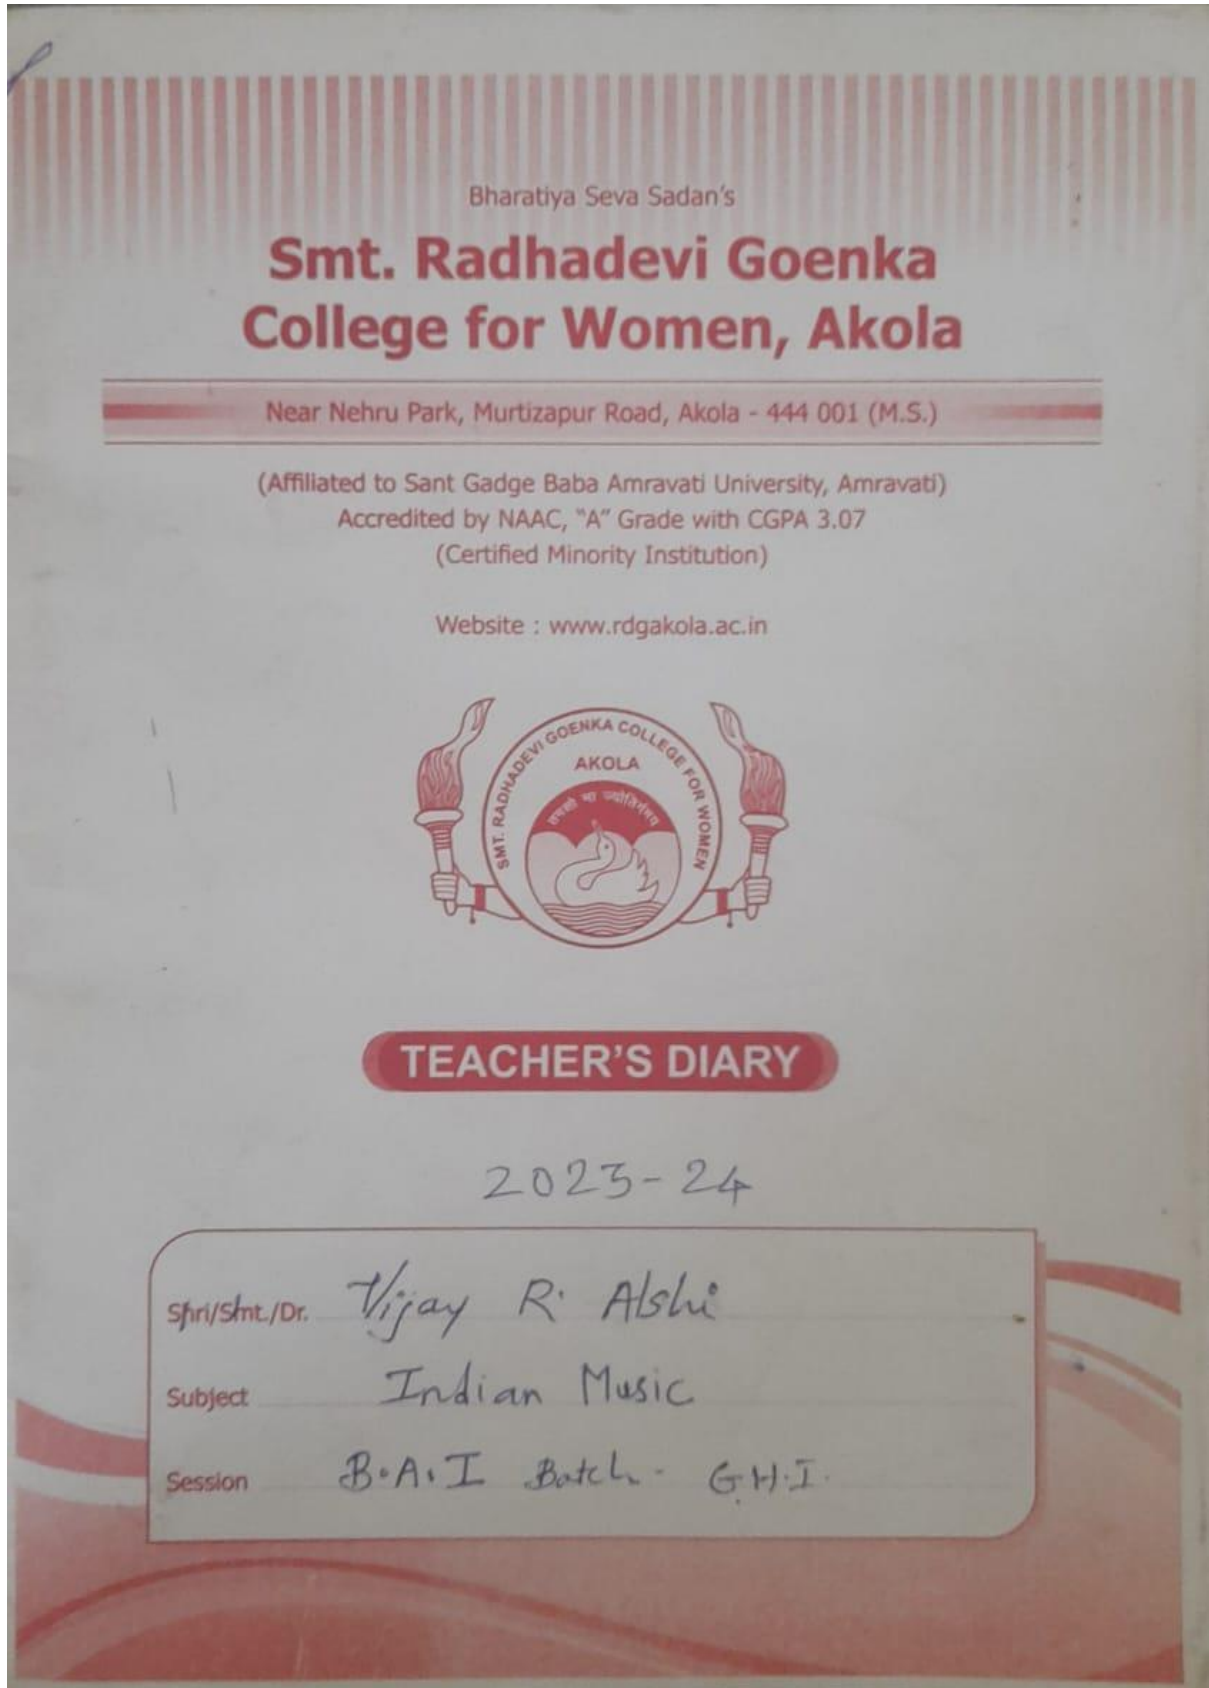 Bharatiya Seva Sadan's
Smt. Radhadevi Goenka
College for Women, Akola
Near Nehru Park, Murtizapur Road, Akola - 444 001 (M.S.)
(Affiliated to Sant Gadge Baba Amravati University, Amravati)
Accredited by NAAC, "A" Grade with CGPA 3.07
(Certified Minority Institution)
Website : www.rdgakola.ac.in
SMT. RADHADEVI GOENKA COLLEGE FOR WOMEN
AKOLA
तमसो मा ज्योतिर्गमय
TEACHER'S DIARY
2023-24
Shri/Smt./Dr. Vijay R. Alshi
Subject Indian Music
Session B.A.I Batch - G.H.I.